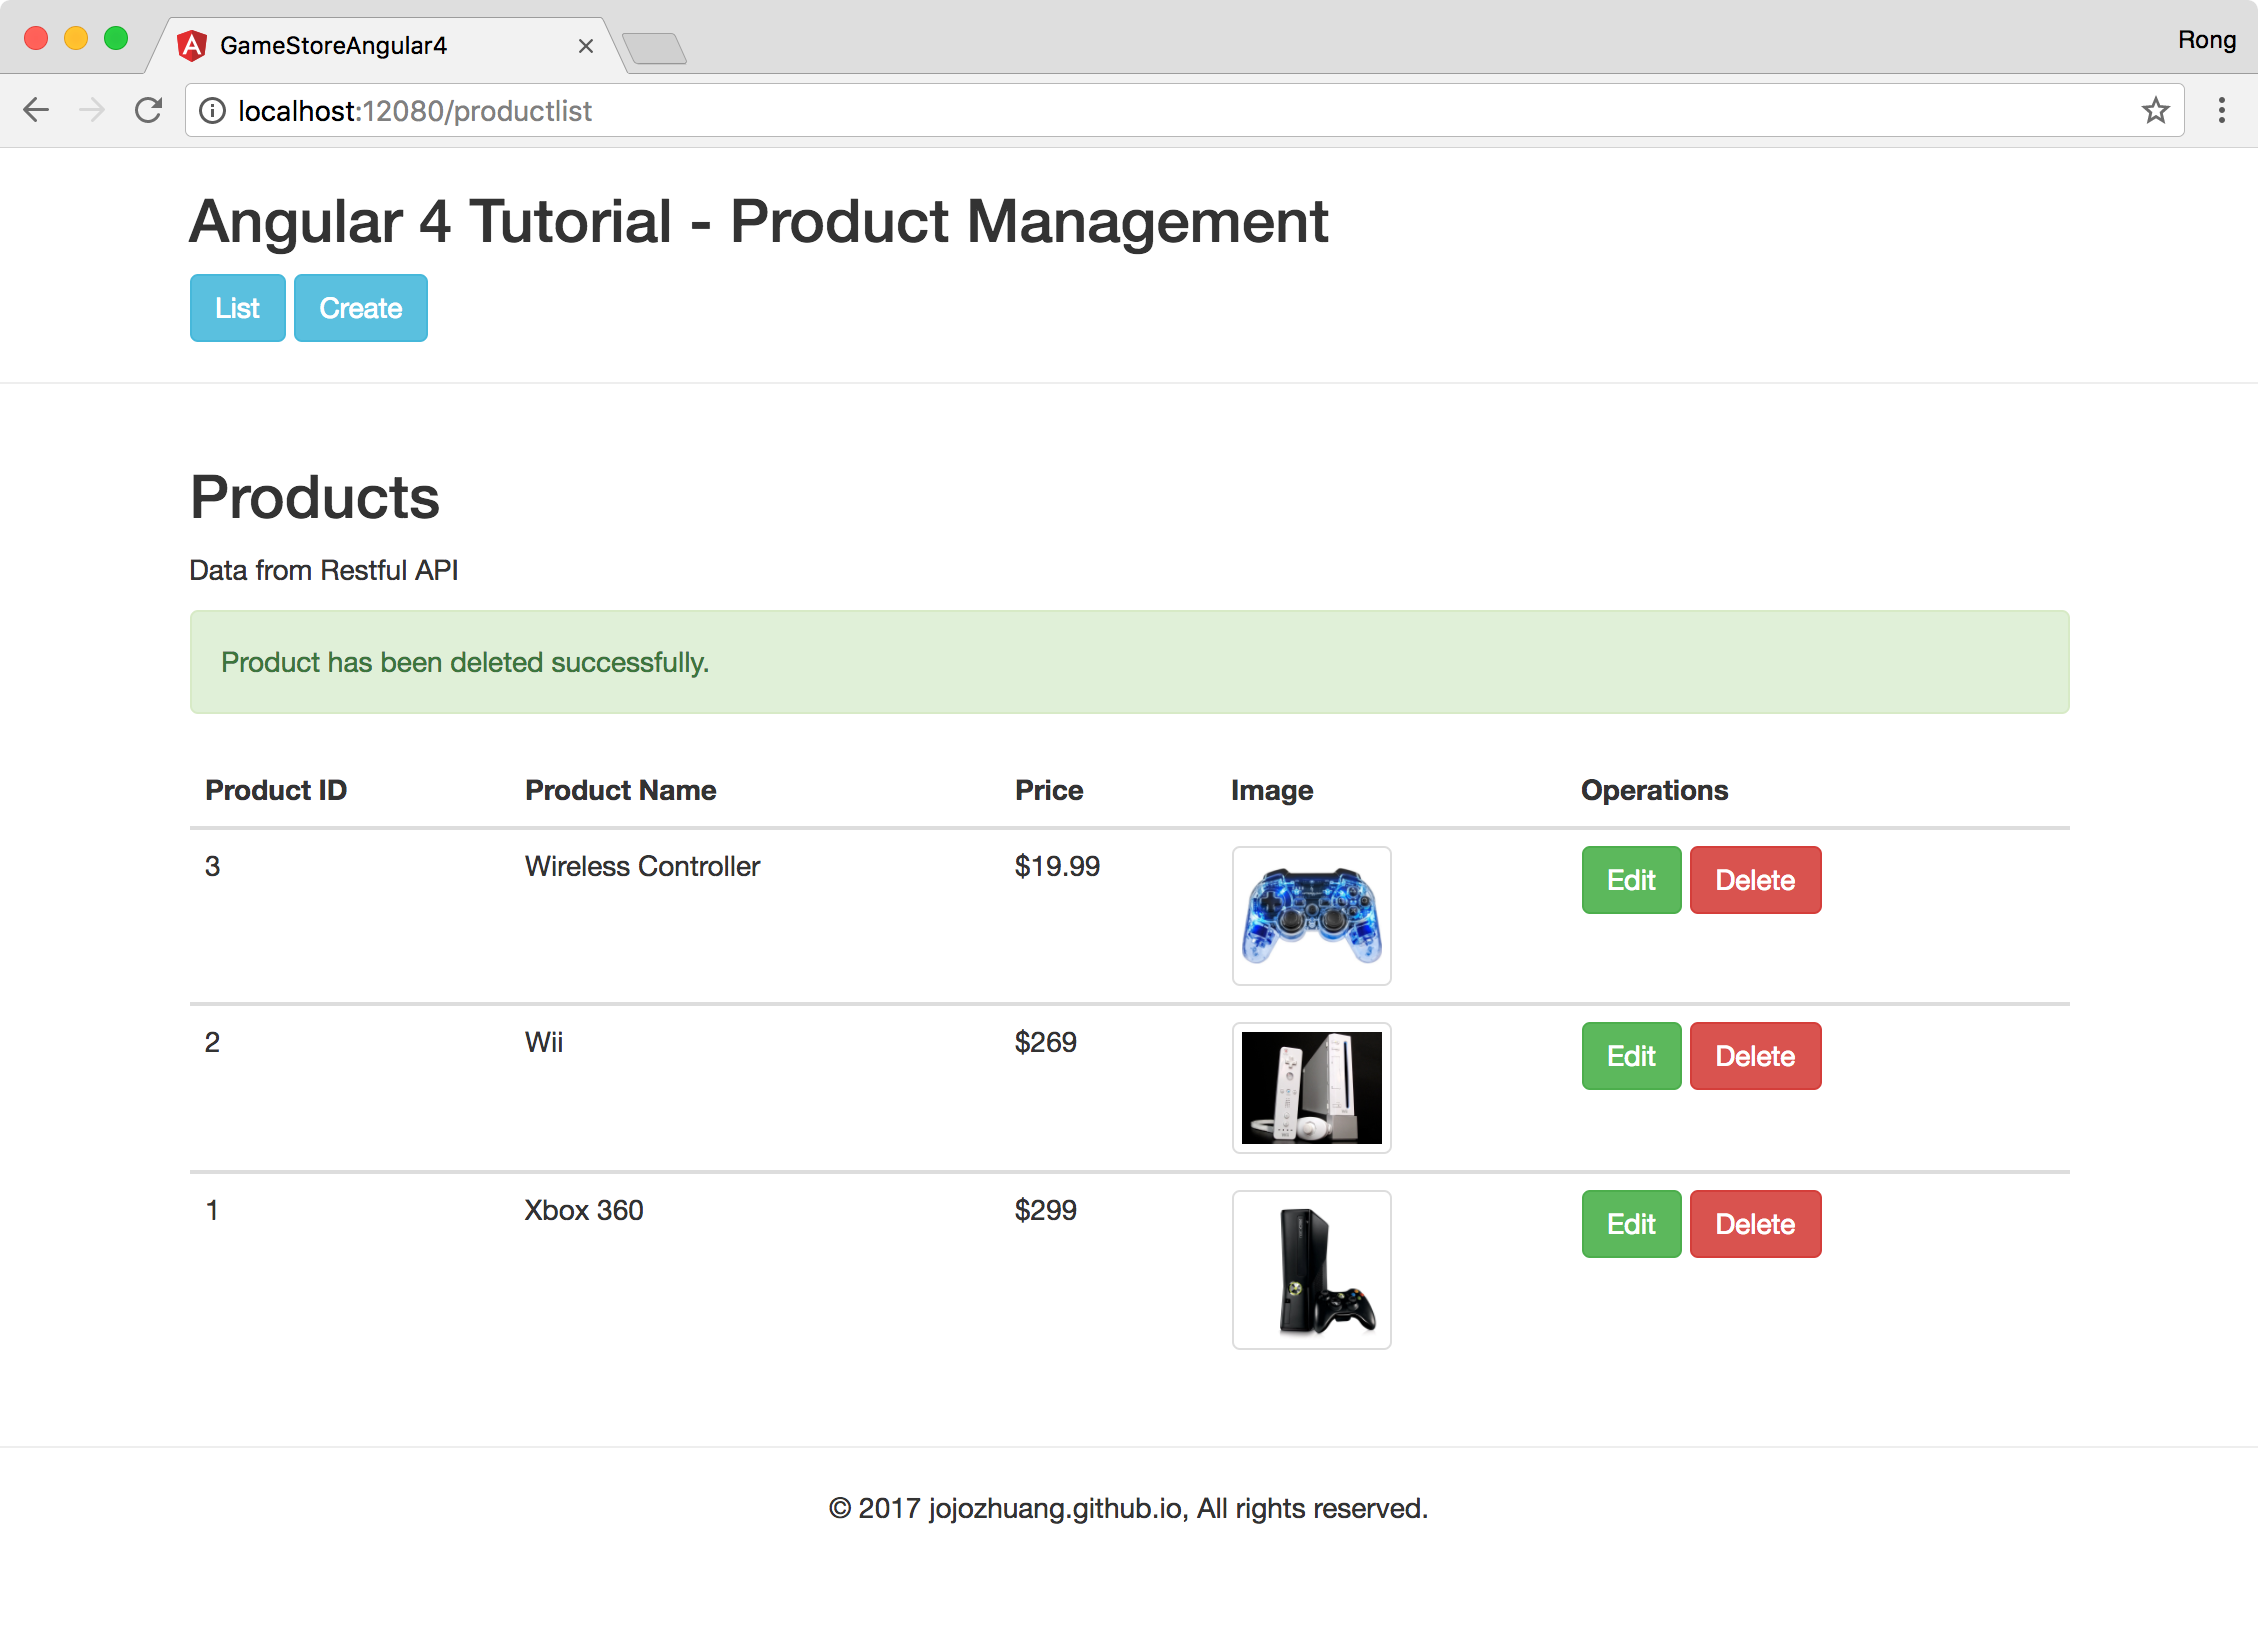 GameStoreAngular4
Rong
localhost:12080/productlist
Angular 4 Tutorial - Product Management
List Create
Products
Data from Restful API
Product has been deleted successfully.
Product ID Product Name Price Image Operations
3 Wireless Controller $19.99 Edit Delete
2 Wii $269 Edit Delete
1 Xbox 360 $299 Edit Delete
© 2017 jojozhuang.github.io, All rights reserved.